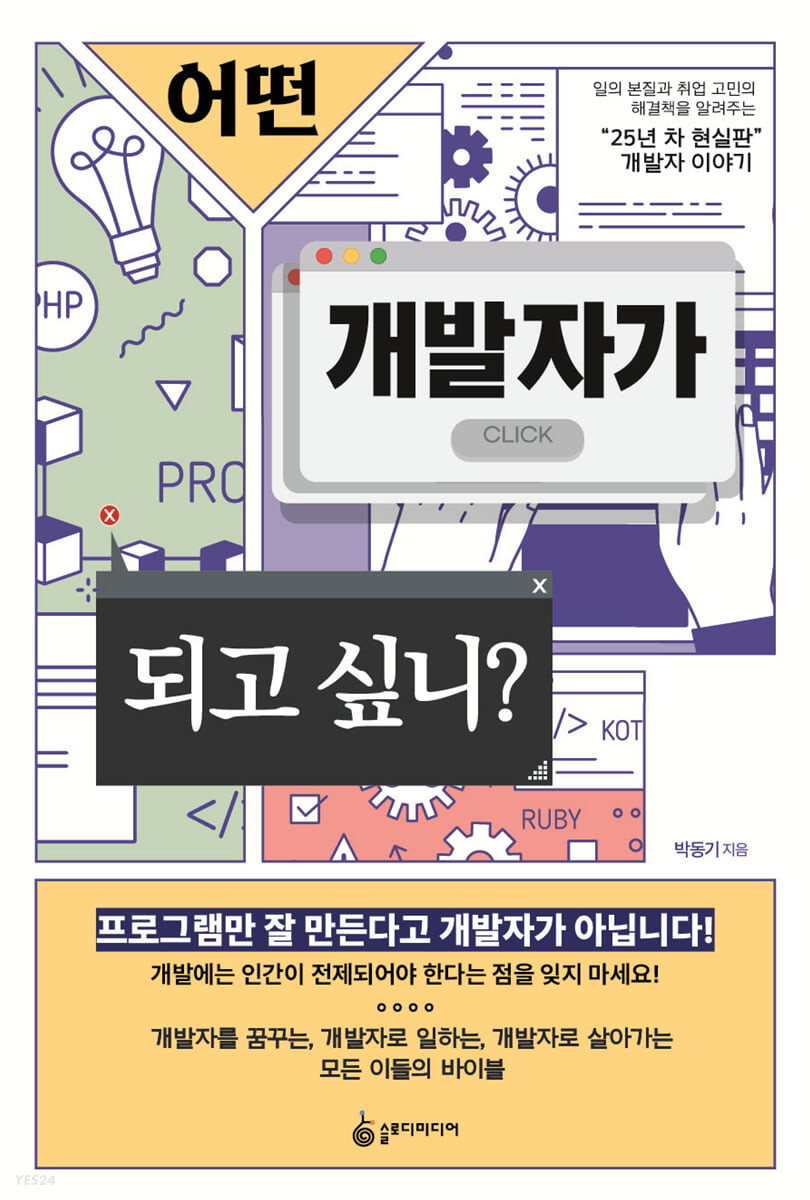 어떤
일의 본질과 취업 고민의
해결책을 알려주는
“25년 차 현실판”
개발자 이야기
PHP
개발자가
CLICK
PRO
X
X
되고 싶니?
/> KOT
</
RUBY
박동기 지음
프로그램만 잘 만든다고 개발자가 아닙니다!
개발에는 인간이 전제되어야 한다는 점을 잊지 마세요!
개발자를 꿈꾸는, 개발자로 일하는, 개발자로 살아가는
모든 이들의 바이블
슬로디미디어
YES24